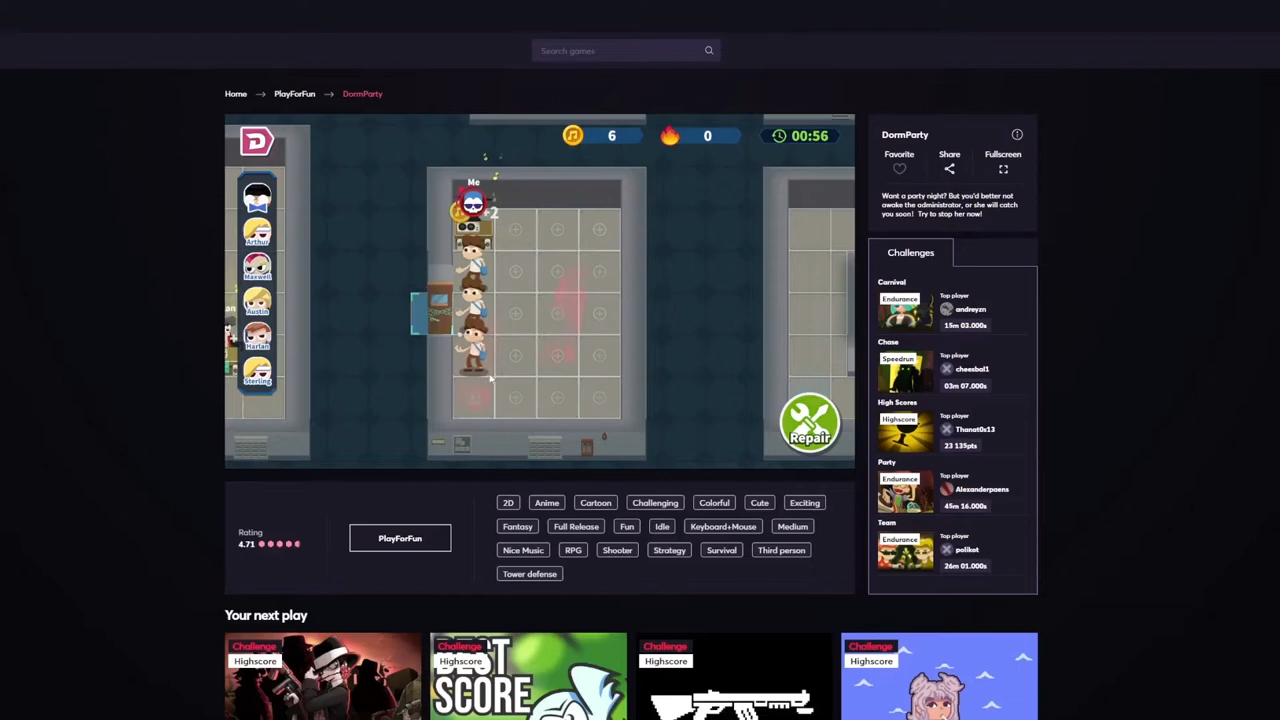 Search games
Home → PlayForFun → DormParty
D
6
0
00:56
Me
+2
Arthur
Maxwell
Austin
Harlan
Sterling
Repair
DormParty
Favorite
Share
Fullscreen
Want a party night? But you'd better not
awake the administrator, or she will catch
you soon! Try to stop her now!
Challenges
Carnival
Endurance
Top player
andreyzn
15m 03.000s
Chase
Speedrun
Top player
cheesbal1
03m 07.000s
High Scores
Highscore
Top player
Thanat0s13
23 135pts
Party
Endurance
Top player
Alexanderpaens
45m 16.000s
Team
Endurance
Top player
polikot
26m 01.000s
Rating
4.71
PlayForFun
2D Anime Cartoon Challenging Colorful Cute Exciting
Fantasy Full Release Fun Idle Keyboard+Mouse Medium
Nice Music RPG Shooter Strategy Survival Third person
Tower defense
Your next play
Challenge
Highscore
Challenge
Highscore
BEST
SCORE
Challenge
Highscore
Challenge
Highscore